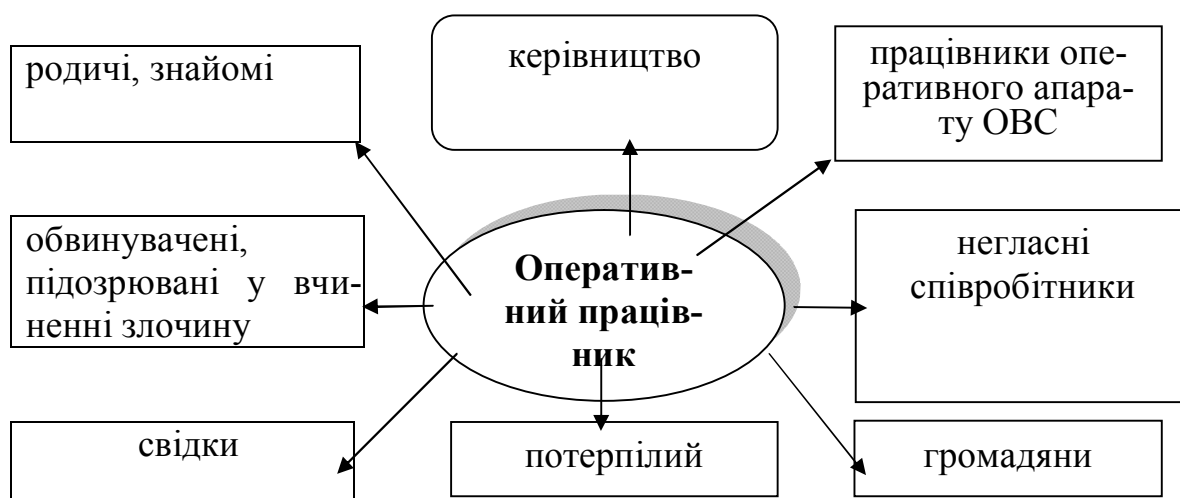 родичі, знайомі
керівництво
працівники опе-
ративного апара-
ту ОВС
обвинувачені,
підозрювані у вчи-
ненні злочину
Оператив-
ний праців-
ник
негласні
співробітники
свідки
потерпілий
громадяни